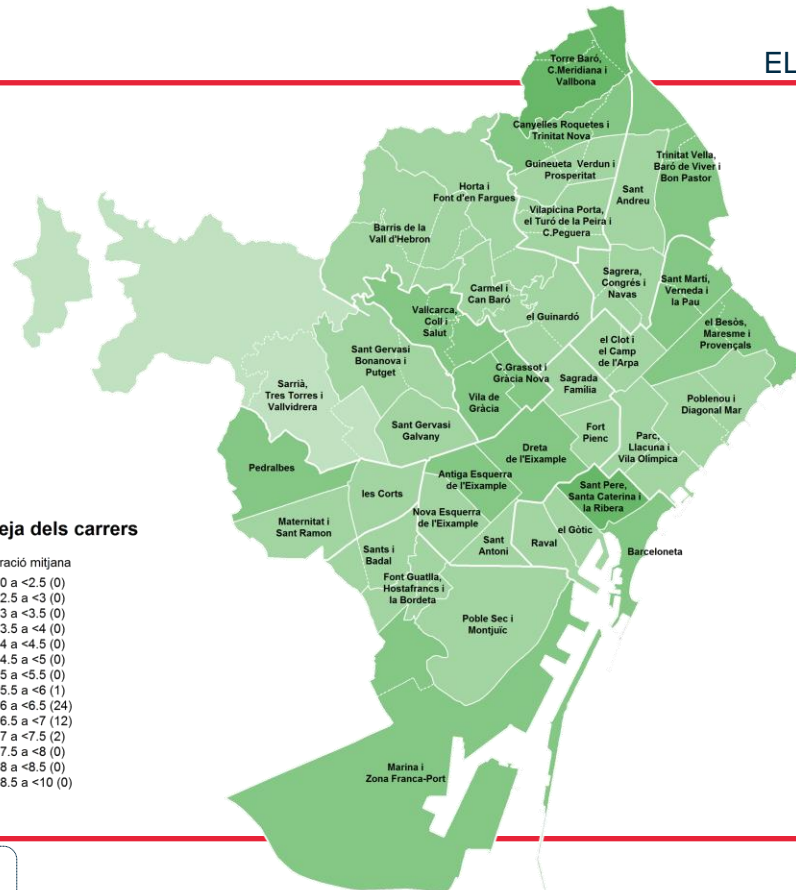 EL
Torre Baró,
C.Meridiana i
Vallbona
Canyelles Roquetes i
Trinitat Nova
Guineueta Verdun i
Prosperitat
Trinitat Vella,
Baró de Viver i
Bon Pastor
Horta i
Font d'en Fargues
Sant
Andreu
Vilapicina Porta,
el Turó de la Peira i
C.Peguera
Barris de la
Vall d'Hebron
Sagrera,
Congrés i
Navas
Sant Martí,
Verneda i
la Pau
Carmel i
Can Baró
Vallcarca,
Coll i
Salut
el Guinardó
el Besòs,
Maresme i
Provençals
el Clot i
el Camp
de l'Arpa
Sant Gervasi
Bonanova i
Putget
C.Grassot i
Gràcia Nova
Sagrada
Família
Sarrià,
Tres Torres i
Vallvidrera
Vila de
Gràcia
Poblenou i
Diagonal Mar
Sant Gervasi
Galvany
Fort
Pienc
Parc,
Llacuna i
Vila Olímpica
Dreta
de l'Eixample
Pedralbes
Antiga Esquerra
de l'Eixample
Sant Pere,
Santa Caterina i
la Ribera
les Corts
Nova Esquerra
de l'Eixample
Maternitat i
Sant Ramon
el Gòtic
Sant
Antoni
Raval
Barceloneta
Sants i
Badal
Font Guatlla,
Hostafrancs i
la Bordeta
Poble Sec i
Montjuïc
Marina i
Zona Franca-Port
eja dels carrers
ració mitjana
0 a <2.5 (0)
2.5 a <3 (0)
3 a <3.5 (0)
3.5 a <4 (0)
4 a <4.5 (0)
4.5 a <5 (0)
5 a <5.5 (0)
5.5 a <6 (1)
6 a <6.5 (24)
6.5 a <7 (12)
7 a <7.5 (2)
7.5 a <8 (0)
8 a <8.5 (0)
8.5 a <10 (0)